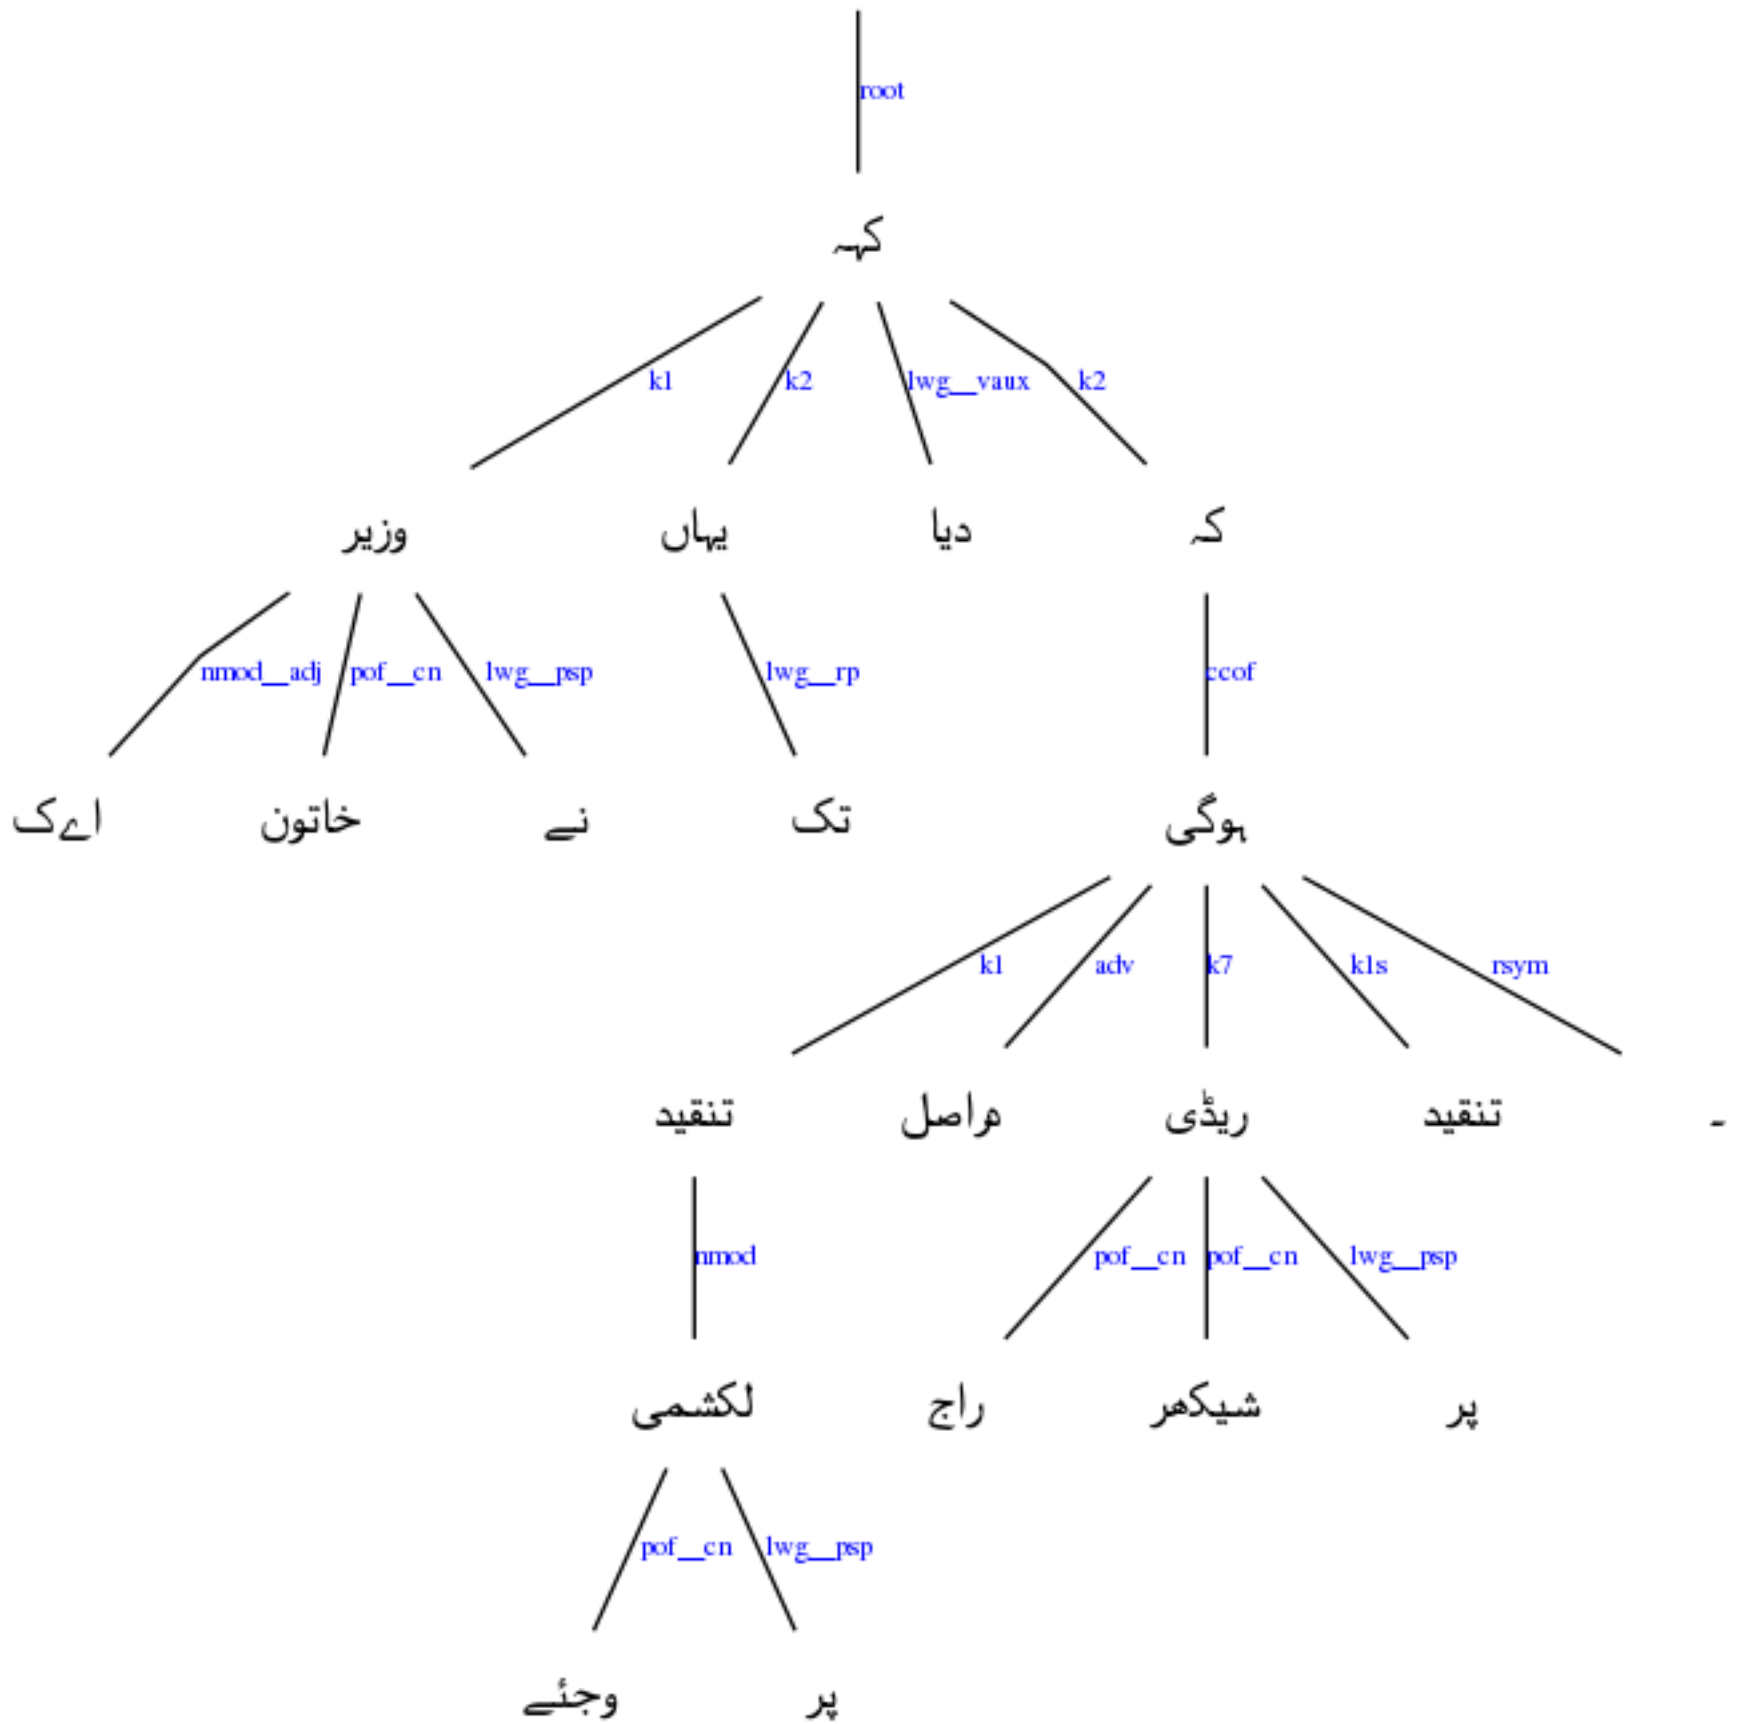 root
کہہ
k1 k2 lwg__vaux k2
وزیر یہاں دیا کہ
nmod__adj pof__cn lwg__psp lwg__rp ccof
اےک خاتون نے تک ہوگی
k1 adv k7 k1s rsym
تنقید دراصل ریڈی تنقید ۔
nmod pof__cn pof__cn lwg__psp
لکشمی راج شیکھر پر
pof__cn lwg__psp
وجئے پر